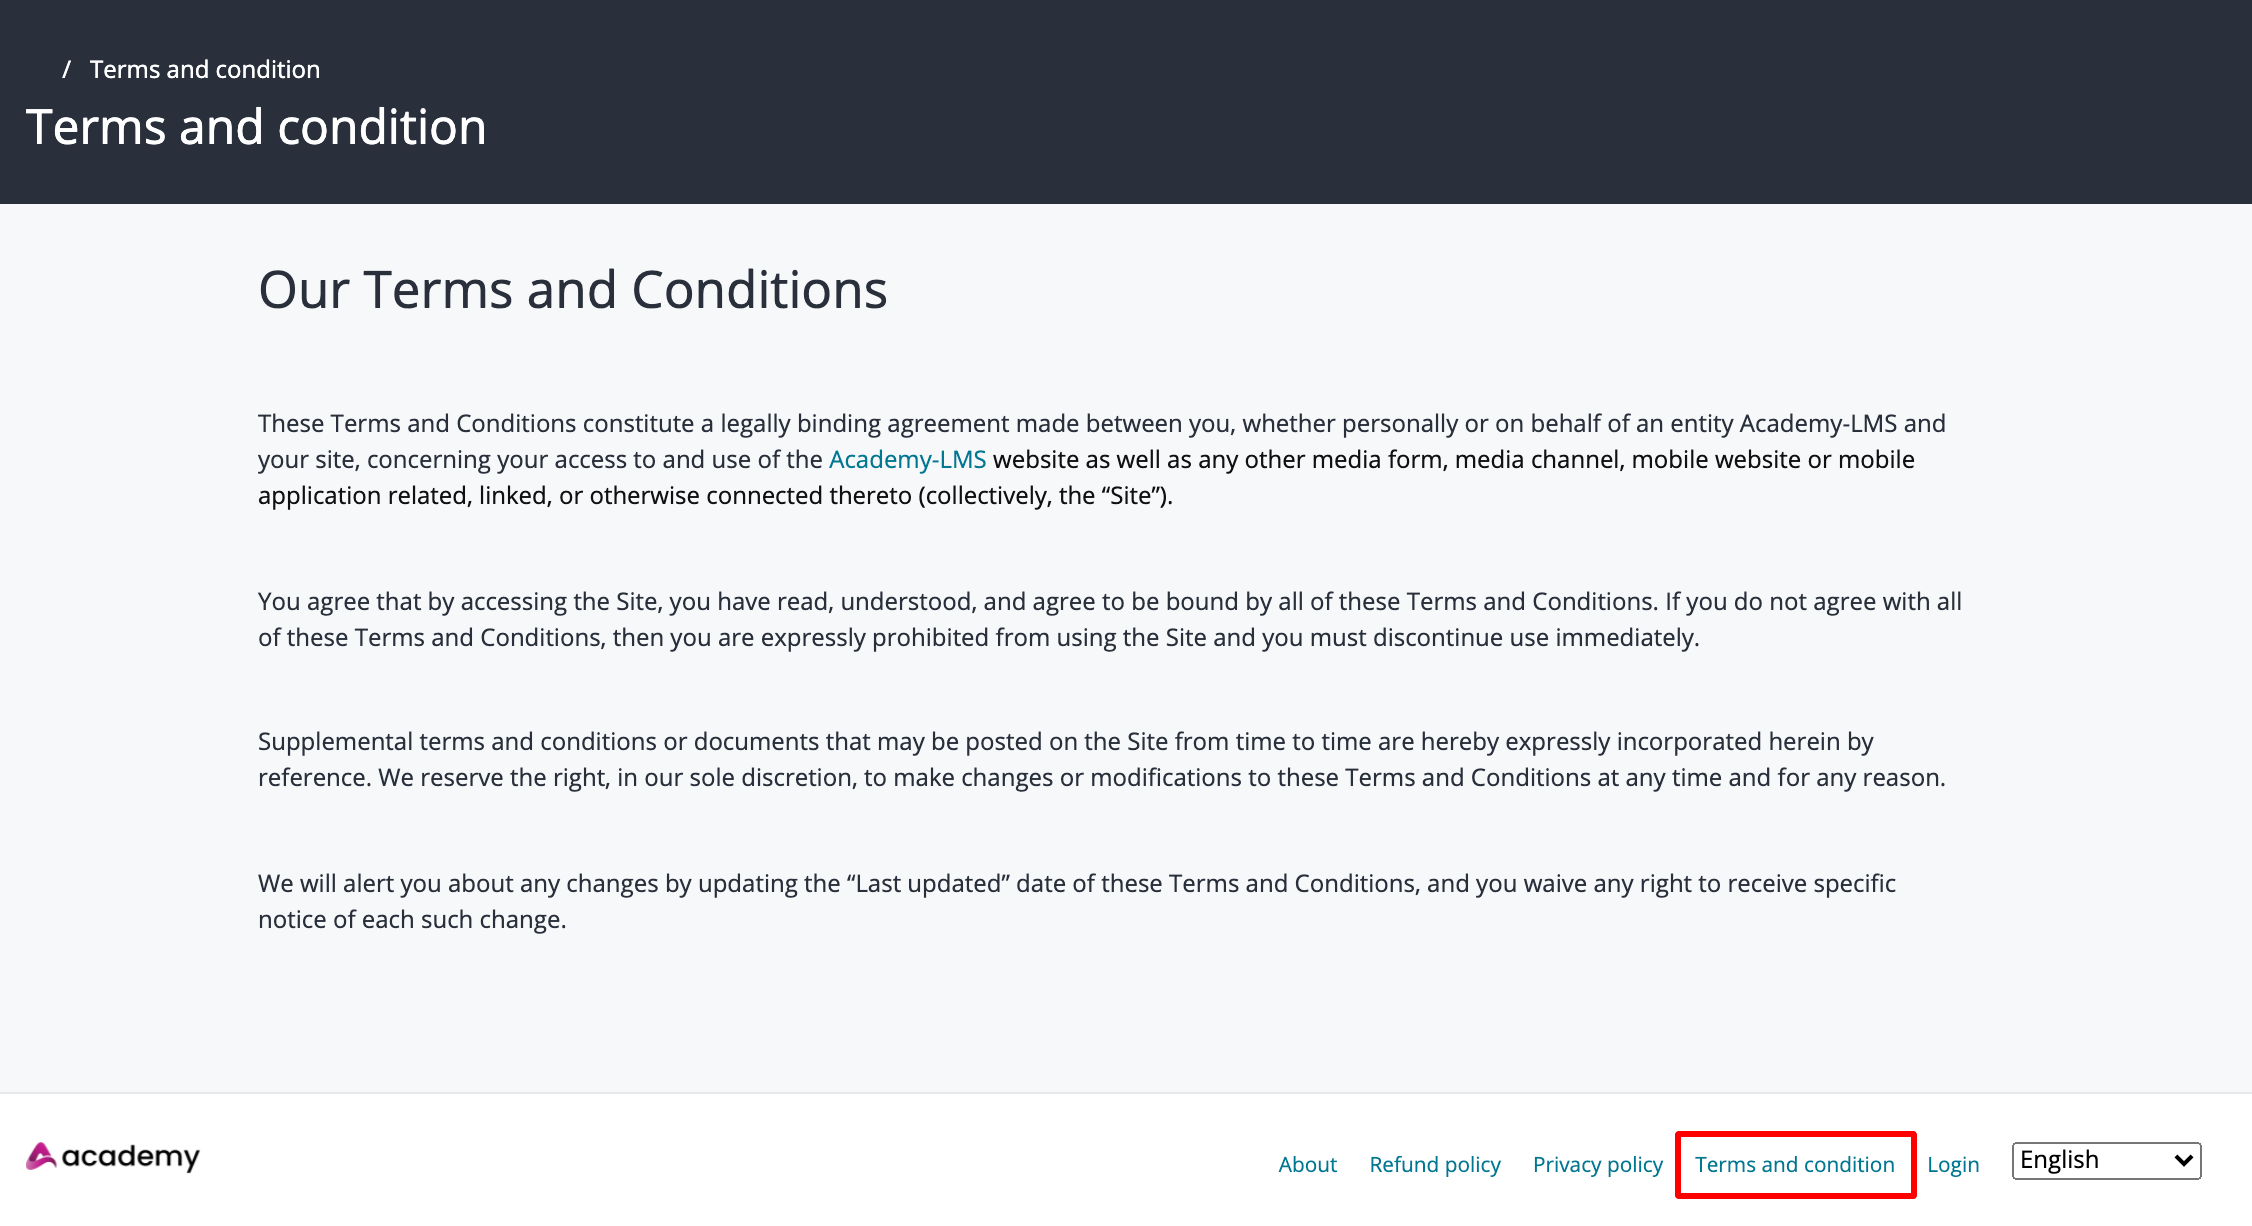 / Terms and condition
Terms and condition
Our Terms and Conditions
These Terms and Conditions constitute a legally binding agreement made between you, whether personally or on behalf of an entity Academy-LMS and
your site, concerning your access to and use of the Academy-LMS website as well as any other media form, media channel, mobile website or mobile
application related, linked, or otherwise connected thereto (collectively, the “Site”).
You agree that by accessing the Site, you have read, understood, and agree to be bound by all of these Terms and Conditions. If you do not agree with all
of these Terms and Conditions, then you are expressly prohibited from using the Site and you must discontinue use immediately.
Supplemental terms and conditions or documents that may be posted on the Site from time to time are hereby expressly incorporated herein by
reference. We reserve the right, in our sole discretion, to make changes or modifications to these Terms and Conditions at any time and for any reason.
We will alert you about any changes by updating the “Last updated” date of these Terms and Conditions, and you waive any right to receive specific
notice of each such change.
academy About Refund policy Privacy policy Terms and condition Login English